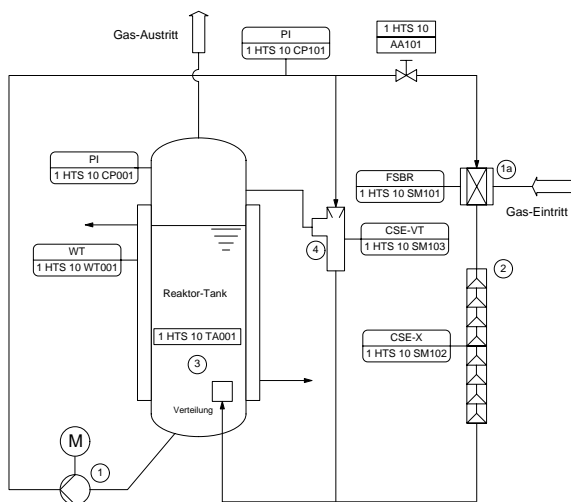 Gas-Austritt
PI
1 HTS 10 CP101
1 HTS 10
AA101
PI
1 HTS 10 CP001
FSBR
1 HTS 10 SM101
1a
Gas-Eintritt
CSE-VT
1 HTS 10 SM103
4
WT
1 HTS 10 WT001
2
Reaktor-Tank
1 HTS 10 TA001
CSE-X
1 HTS 10 SM102
3
Verteilung
M
1